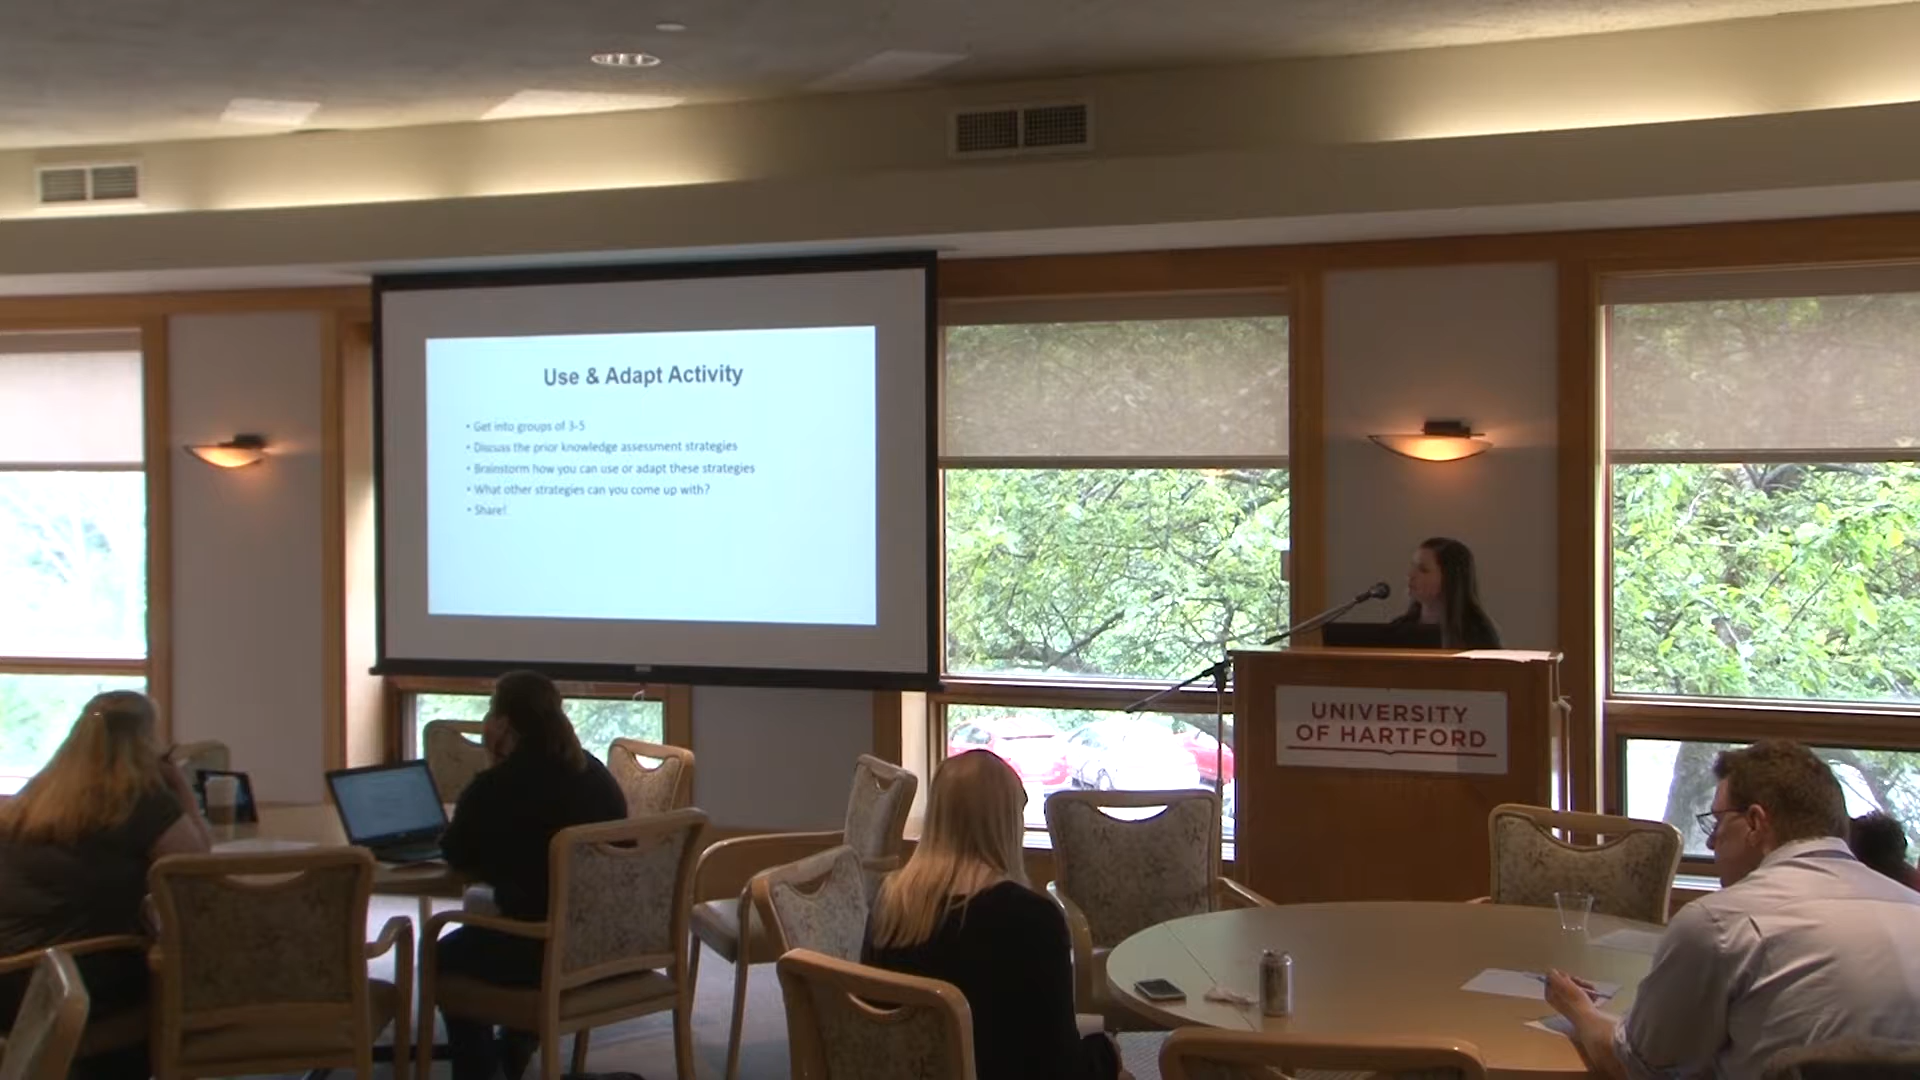 Use & Adapt Activity
• Get into groups of 3-5
• Discuss the prior knowledge assessment strategies
• Brainstorm how you can use or adapt these strategies
• What other strategies can you come up with?
• Share!
UNIVERSITY
OF HARTFORD